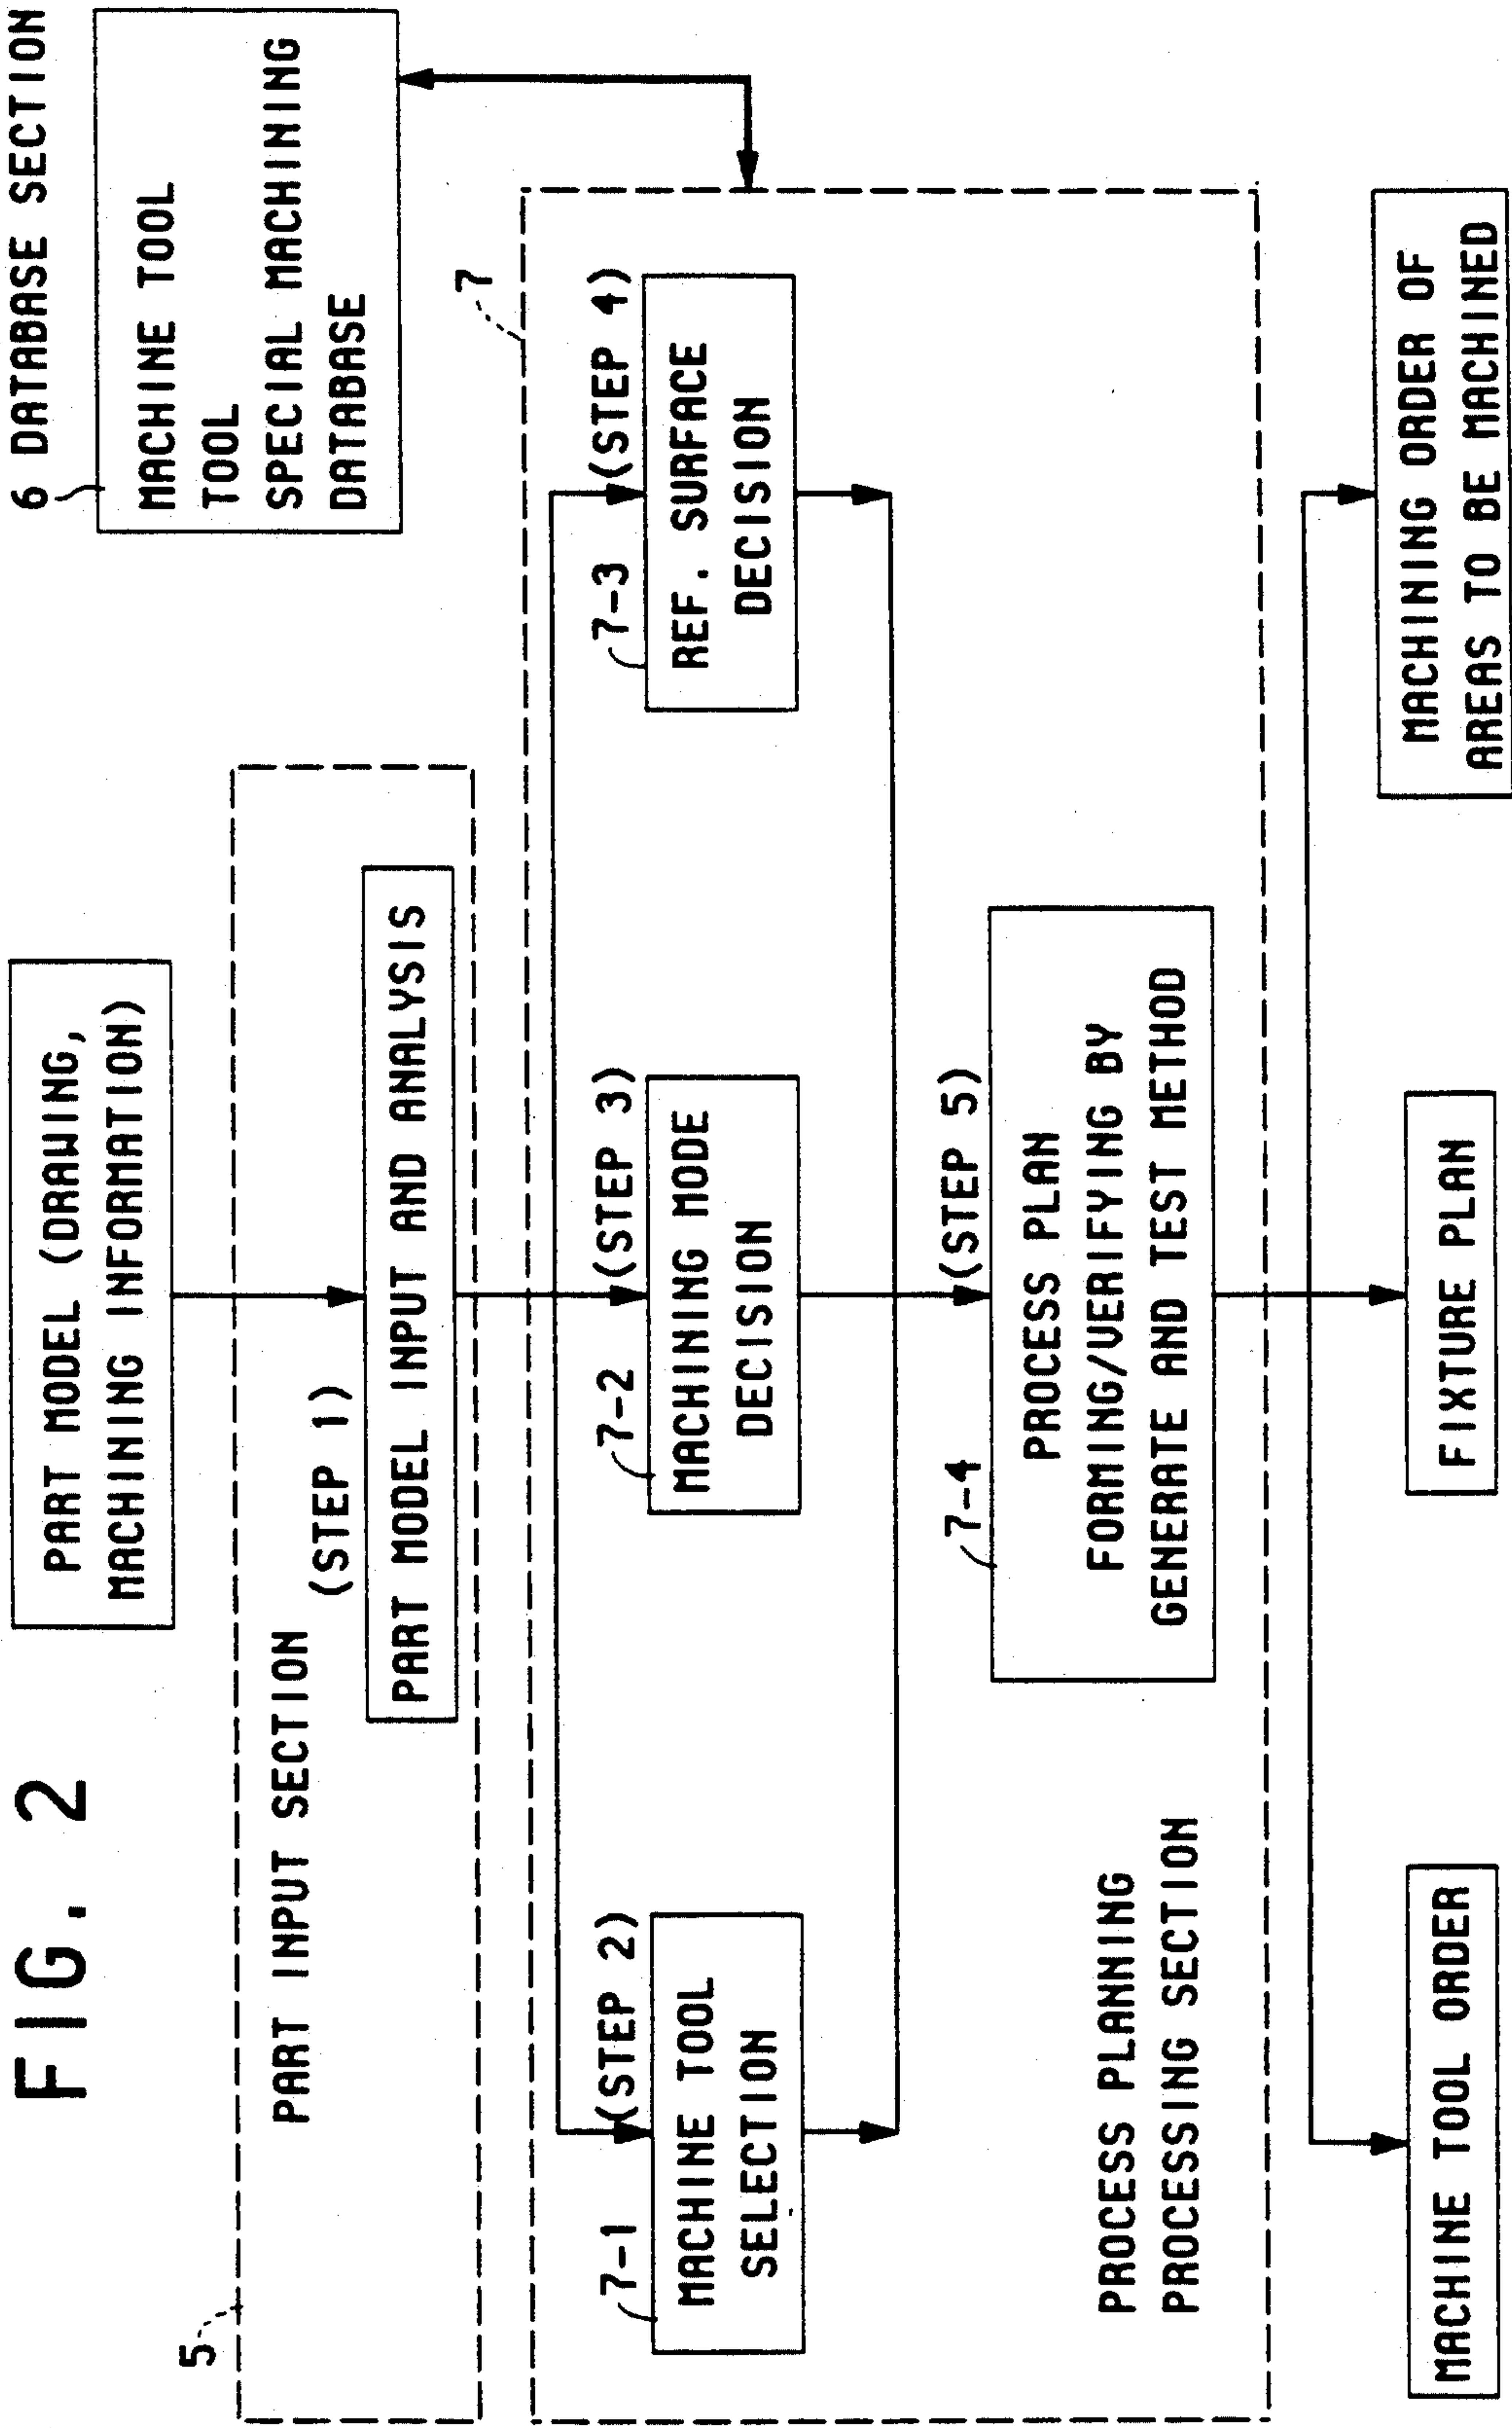 FIG. 2
PART MODEL (DRAWING,
MACHINING INFORMATION)
6 DATABASE SECTION
MACHINE TOOL
TOOL
SPECIAL MACHINING
DATABASE
5
PART INPUT SECTION
(STEP 1)
PART MODEL INPUT AND ANALYSIS
7
7-1
(STEP 2)
MACHINE TOOL
SELECTION
7-2
(STEP 3)
MACHINING MODE
DECISION
7-3
(STEP 4)
REF. SURFACE
DECISION
7-4
(STEP 5)
PROCESS PLAN
FORMING/VERIFYING BY
GENERATE AND TEST METHOD
PROCESS PLANNING
PROCESSING SECTION
MACHINE TOOL ORDER
FIXTURE PLAN
MACHINING ORDER OF
AREAS TO BE MACHINED